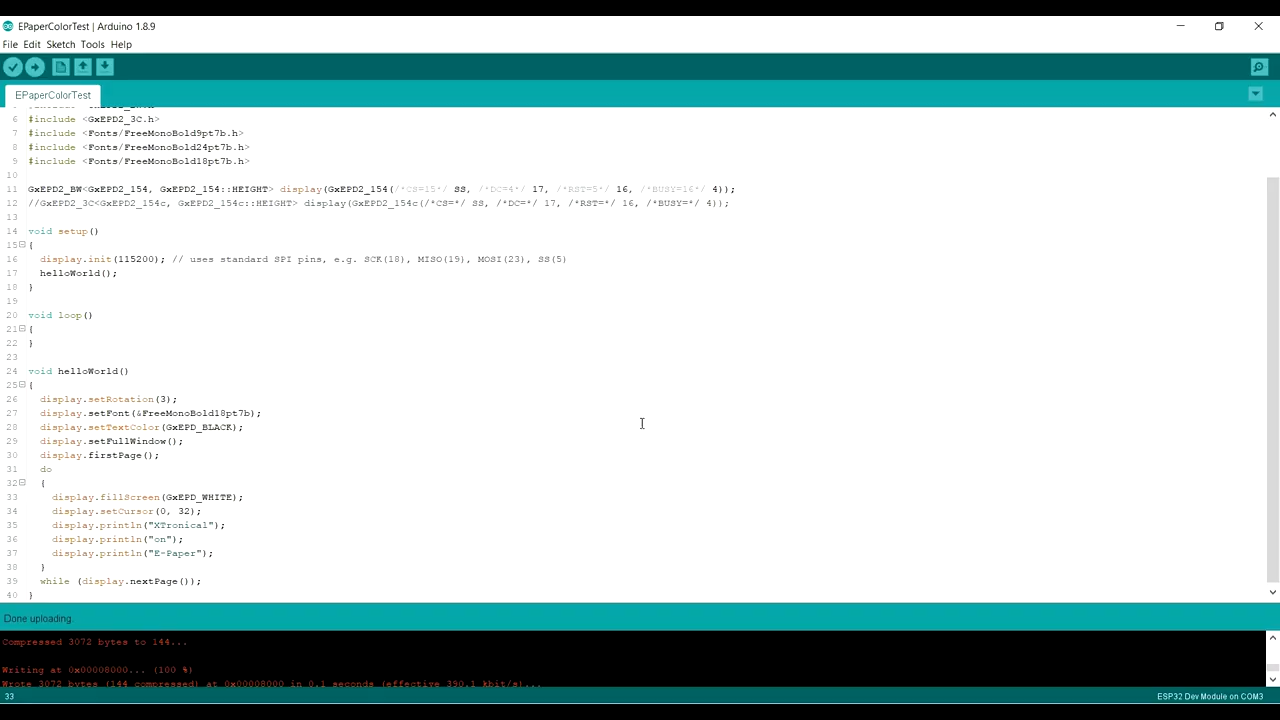 EPaperColorTest | Arduino 1.8.9
File Edit Sketch Tools Help
EPaperColorTest
6 #include <GxEPD2_3C.h>
7 #include <Fonts/FreeMonoBold9pt7b.h>
8 #include <Fonts/FreeMonoBold24pt7b.h>
9 #include <Fonts/FreeMonoBold18pt7b.h>
10
11 GxEPD2_BW<GxEPD2_154, GxEPD2_154::HEIGHT> display(GxEPD2_154(/*CS=15*/ SS, /*DC=4*/ 17, /*RST=5*/ 16, /*BUSY=16*/ 4));
12 //GxEPD2_3C<GxEPD2_154c, GxEPD2_154c::HEIGHT> display(GxEPD2_154c(/*CS=*/ SS, /*DC=*/ 17, /*RST=*/ 16, /*BUSY=*/ 4));
13
14 void setup()
15 {
16 display.init(115200); // uses standard SPI pins, e.g. SCK(18), MISO(19), MOSI(23), SS(5)
17 helloWorld();
18 }
19
20 void loop()
21 {
22 }
23
24 void helloWorld()
25 {
26 display.setRotation(3);
27 display.setFont(&FreeMonoBold18pt7b);
28 display.setTextColor(GxEPD_BLACK);
29 display.setFullWindow();
30 display.firstPage();
31 do
32 {
33 display.fillScreen(GxEPD_WHITE);
34 display.setCursor(0, 32);
35 display.println("XTronical");
36 display.println("on");
37 display.println("E-Paper");
38 }
39 while (display.nextPage());
40 }
Done uploading.
Compressed 3072 bytes to 144...
Writing at 0x00008000... (100 %)
Wrote 3072 bytes (144 compressed) at 0x00008000 in 0.1 seconds (effective 390.1 kbit/s)...
33
ESP32 Dev Module on COM3